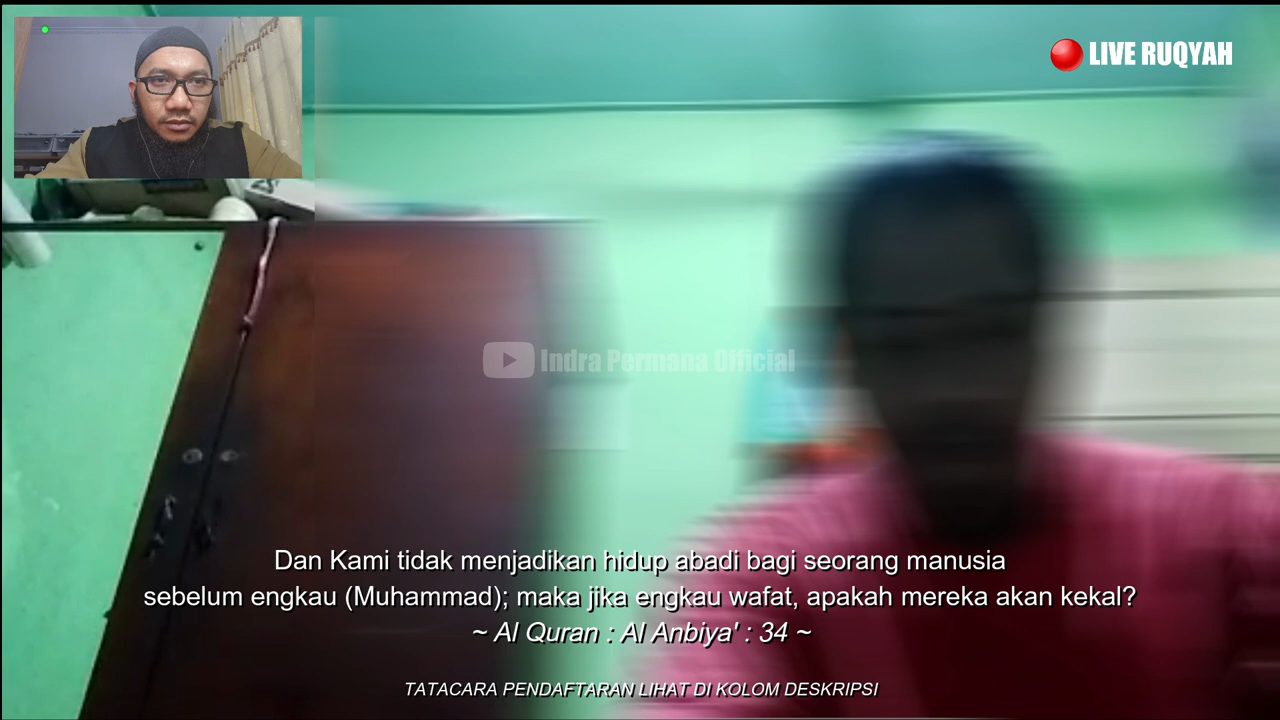 LIVE RUQYAH
Indra Permana Official
Dan Kami tidak menjadikan hidup abadi bagi seorang manusia
sebelum engkau (Muhammad); maka jika engkau wafat, apakah mereka akan kekal?
~ Al Quran : Al Anbiya' : 34 ~
TATACARA PENDAFTARAN LIHAT DI KOLOM DESKRIPSI